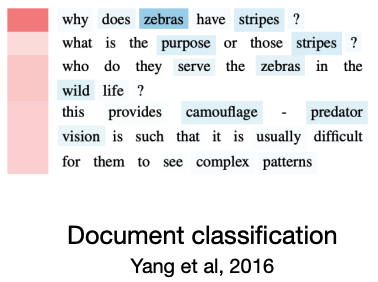 why does zebras have stripes ?
what is the purpose or those stripes ?
who do they serve the zebras in the
wild life ?
this provides camouflage - predator
vision is such that it is usually difficult
for them to see complex patterns
Document classification
Yang et al, 2016